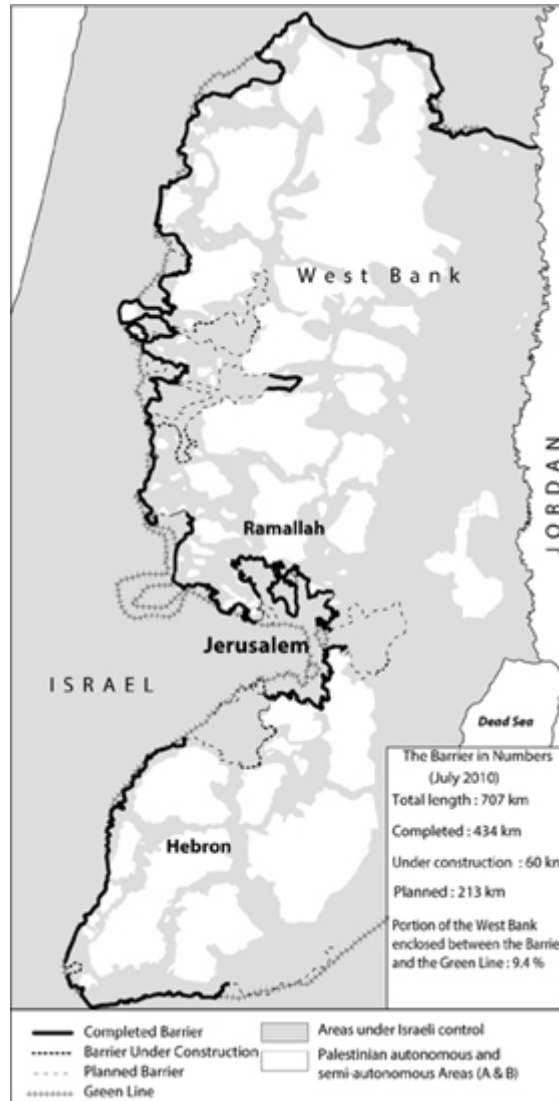 West Bank
JORDAN
Ramallah
Jerusalem
ISRAEL
Dead Sea
Hebron
The Barrier in Numbers
(July 2010)
Total length : 707 km
Completed : 434 km
Under construction : 60 km
Planned : 213 km
Portion of the West Bank
enclosed between the Barrier
and the Green Line : 9.4 %
Completed Barrier
Barrier Under Construction
Planned Barrier
Green Line
Areas under Israeli control
Palestinian autonomous and
semi-autonomous Areas (A & B)